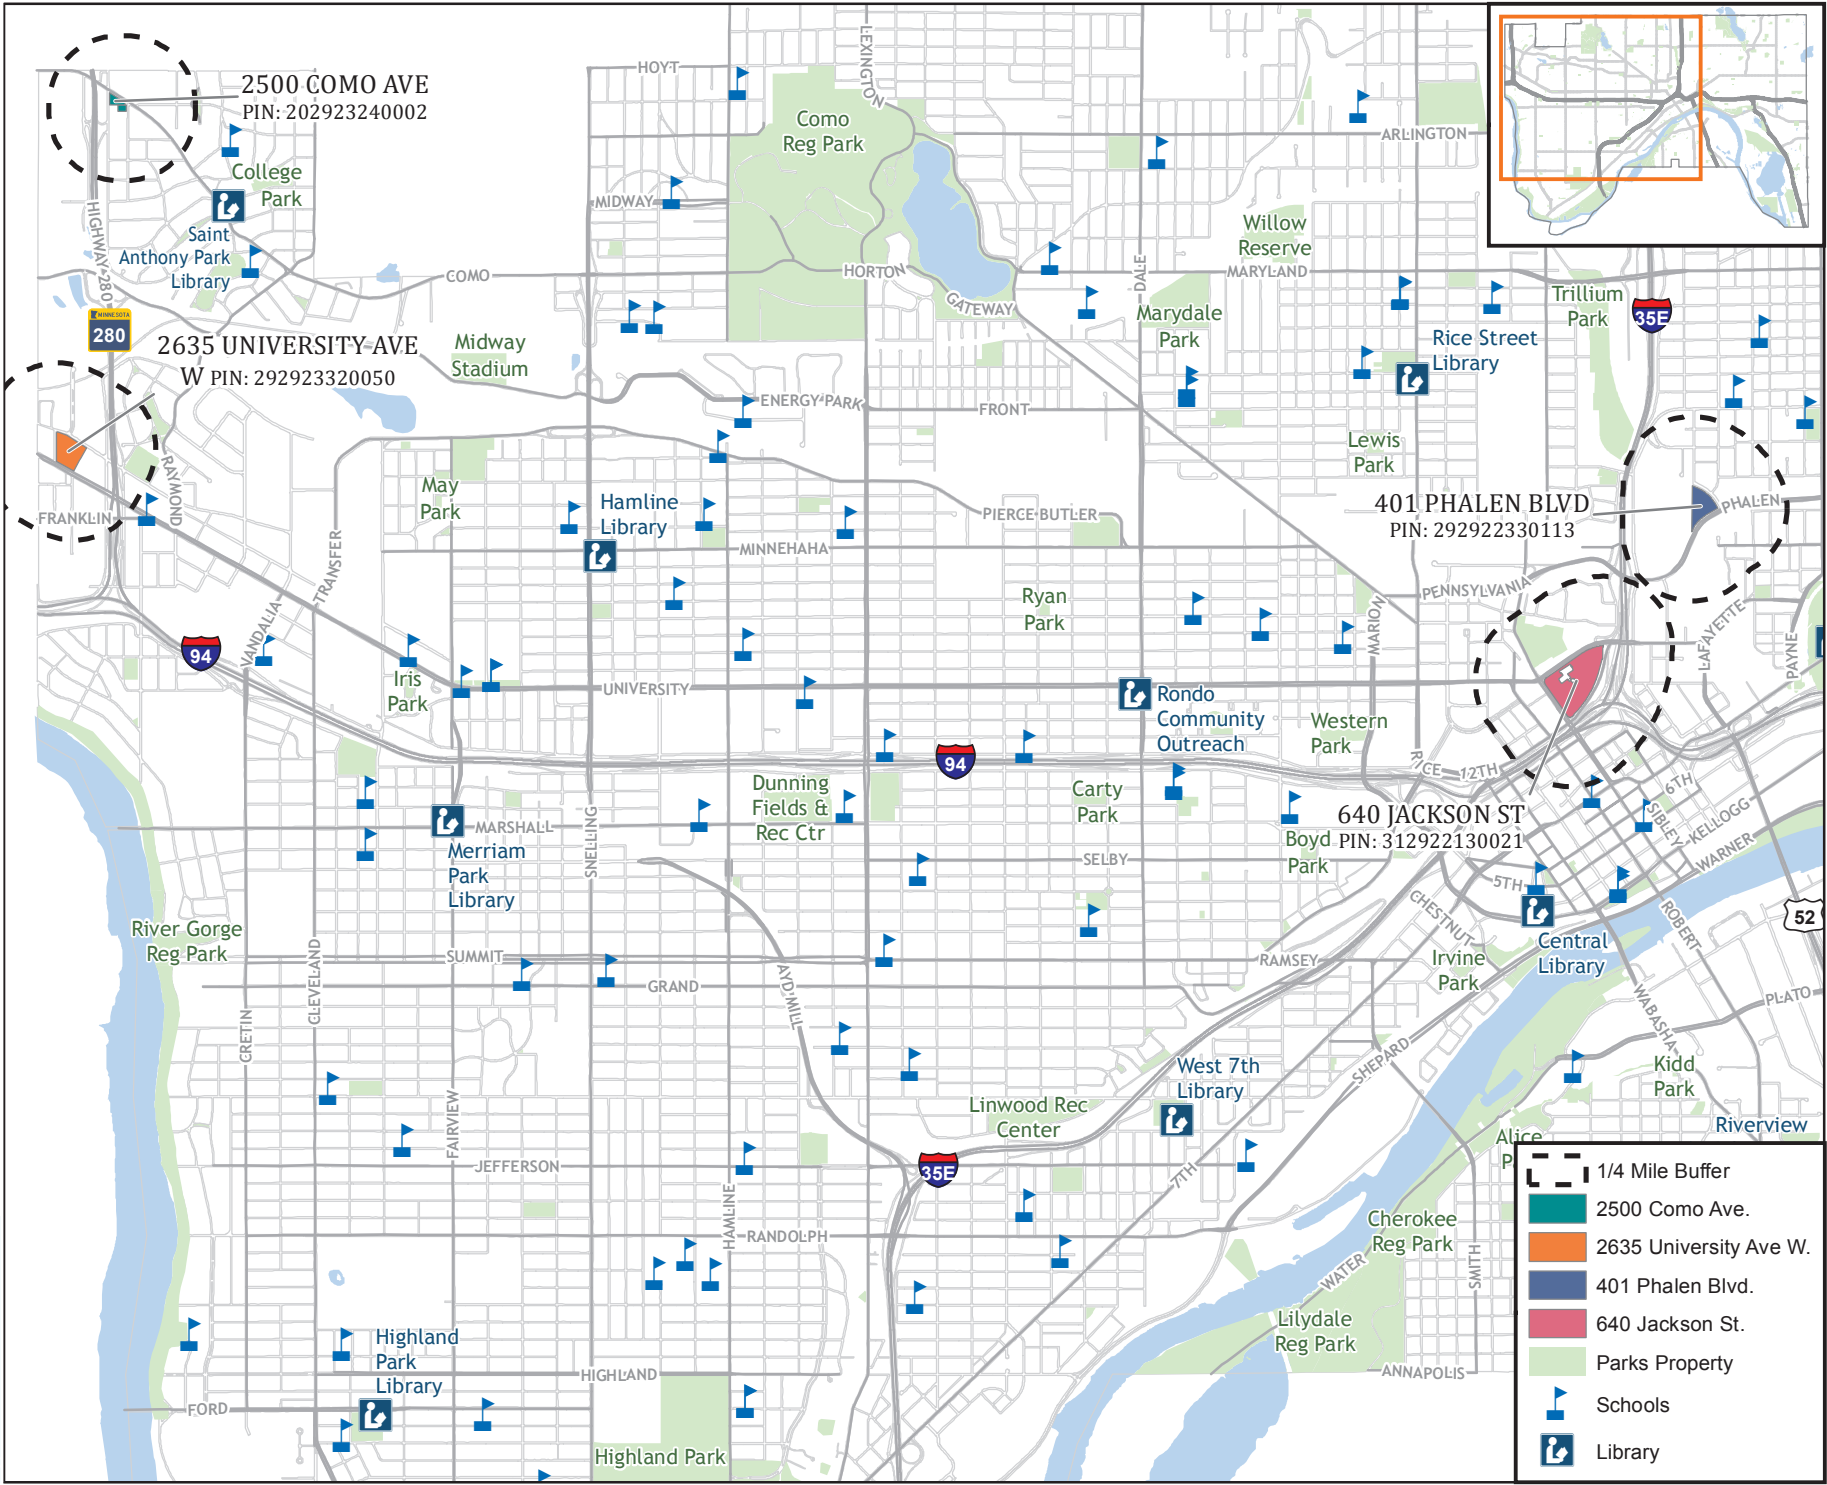 HOYT
LEXINGTON
2500 COMO AVE
PIN: 202923240002
Como
Reg Park
ARLINGTON
College
Park
MIDWAY
HIGHWAY 280
Saint
Anthony Park
Library
Willow
Reserve
COMO
HORTON
DALE
MARYLAND
GATEWAY
Trillium
Park
MINNESOTA
280
35E
Marydale
Park
2635 UNIVERSITY AVE
W PIN: 292923320050
Midway
Stadium
Rice Street
Library
ENERGY PARK
FRONT
Lewis
Park
RAYMOND
May
Park
Hamline
Library
401 PHALEN BLVD
PIN: 292922330113
PHALEN
FRANKLIN
PIERCE BUTLER
MINNEHAHA
TRANSFER
PENNSYLVANIA
Ryan
Park
MARION
LAFAYETTE
PAYNE
VANDALIA
94
Iris
Park
UNIVERSITY
Rondo
Community
Outreach
Western
Park
94
RICE
12TH
6TH
Dunning
Fields &
Rec Ctr
Carty
Park
SNELLING
MARSHALL
640 JACKSON ST
PIN: 312922130021
SIBLEY
KELLOGG
WARNER
Merriam
Park
Library
Boyd
Park
SELBY
5TH
CHESTNUT
ROBERT
52
River Gorge
Reg Park
CLEVELAND
SUMMIT
RAMSEY
Irvine
Park
Central
Library
GRAND
AYD MILL
WABASHA
PLATO
CRETIN
SHEPARD
West 7th
Library
Kidd
Park
FAIRVIEW
Linwood Rec
Center
Riverview
Alice
P
JEFFERSON
35E
7TH
HAMLINE
RANDOLPH
Cherokee
Reg Park
SMITH
WATER
Lilydale
Reg Park
Highland
Park
Library
HIGHLAND
ANNAPOLIS
FORD
Highland Park
1/4 Mile Buffer
2500 Como Ave.
2635 University Ave W.
401 Phalen Blvd.
640 Jackson St.
Parks Property
Schools
Library